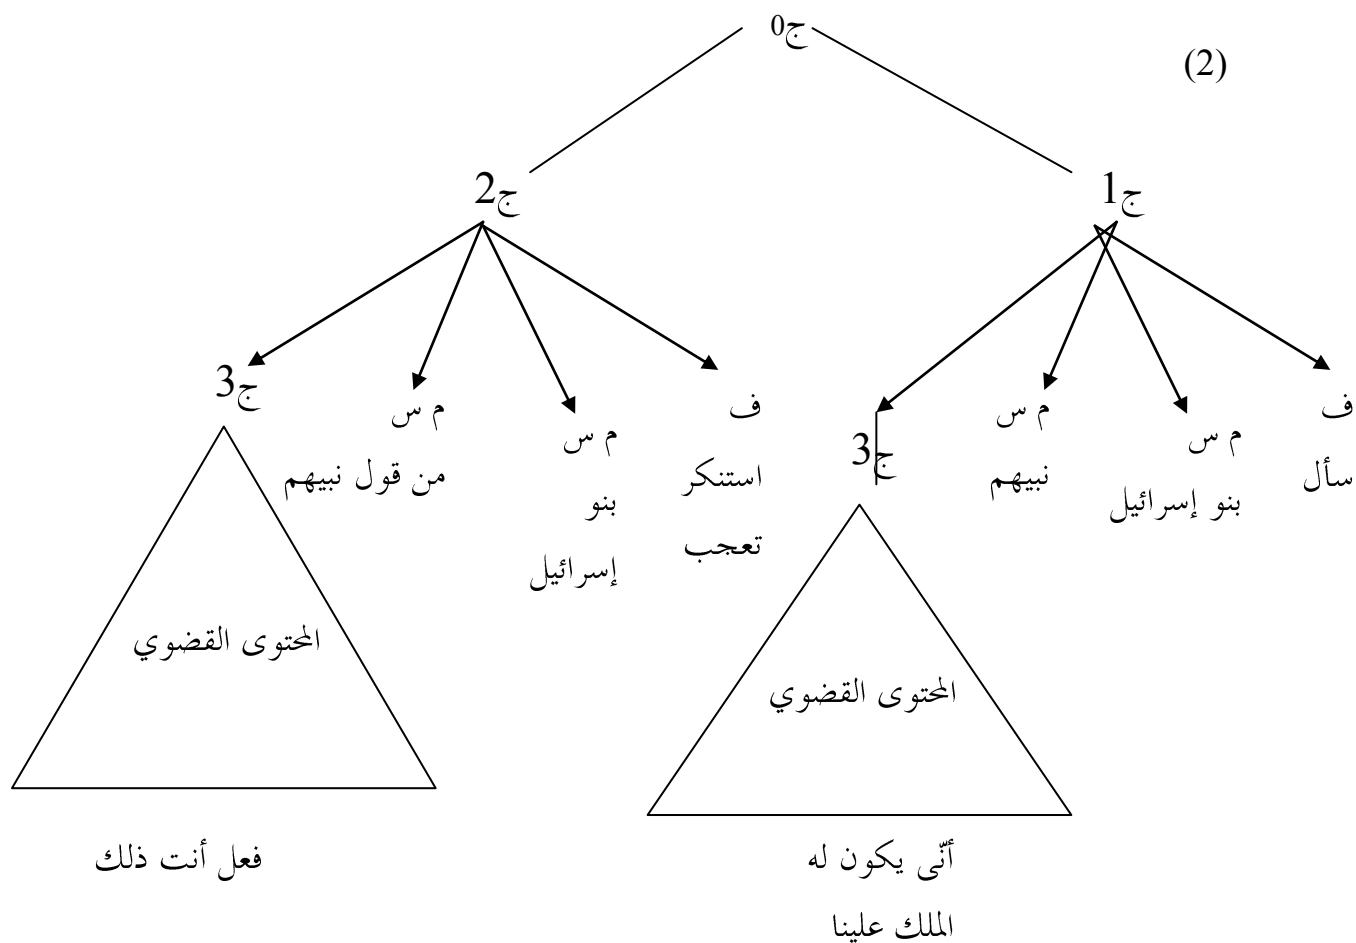 ج0
(2)
ج1
ج2
ف
سأل
م س
بنو إسرائيل
م س
نبيهم
ج3
المحتوى القضوي
أنّى يكون له
الملك علينا
ف
استنكر
تعجب
م س
بنو
إسرائيل
م س
من قول نبيهم
ج3
المحتوى القضوي
فعل أنت ذلك